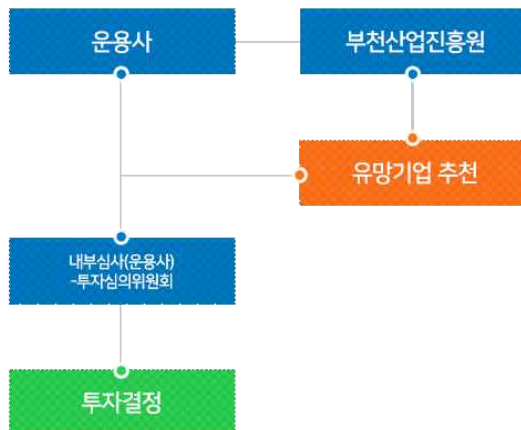 운용사
부천산업진흥원
유망기업 추천
내부심사(운용사)
-투자심의위원회
투자결정